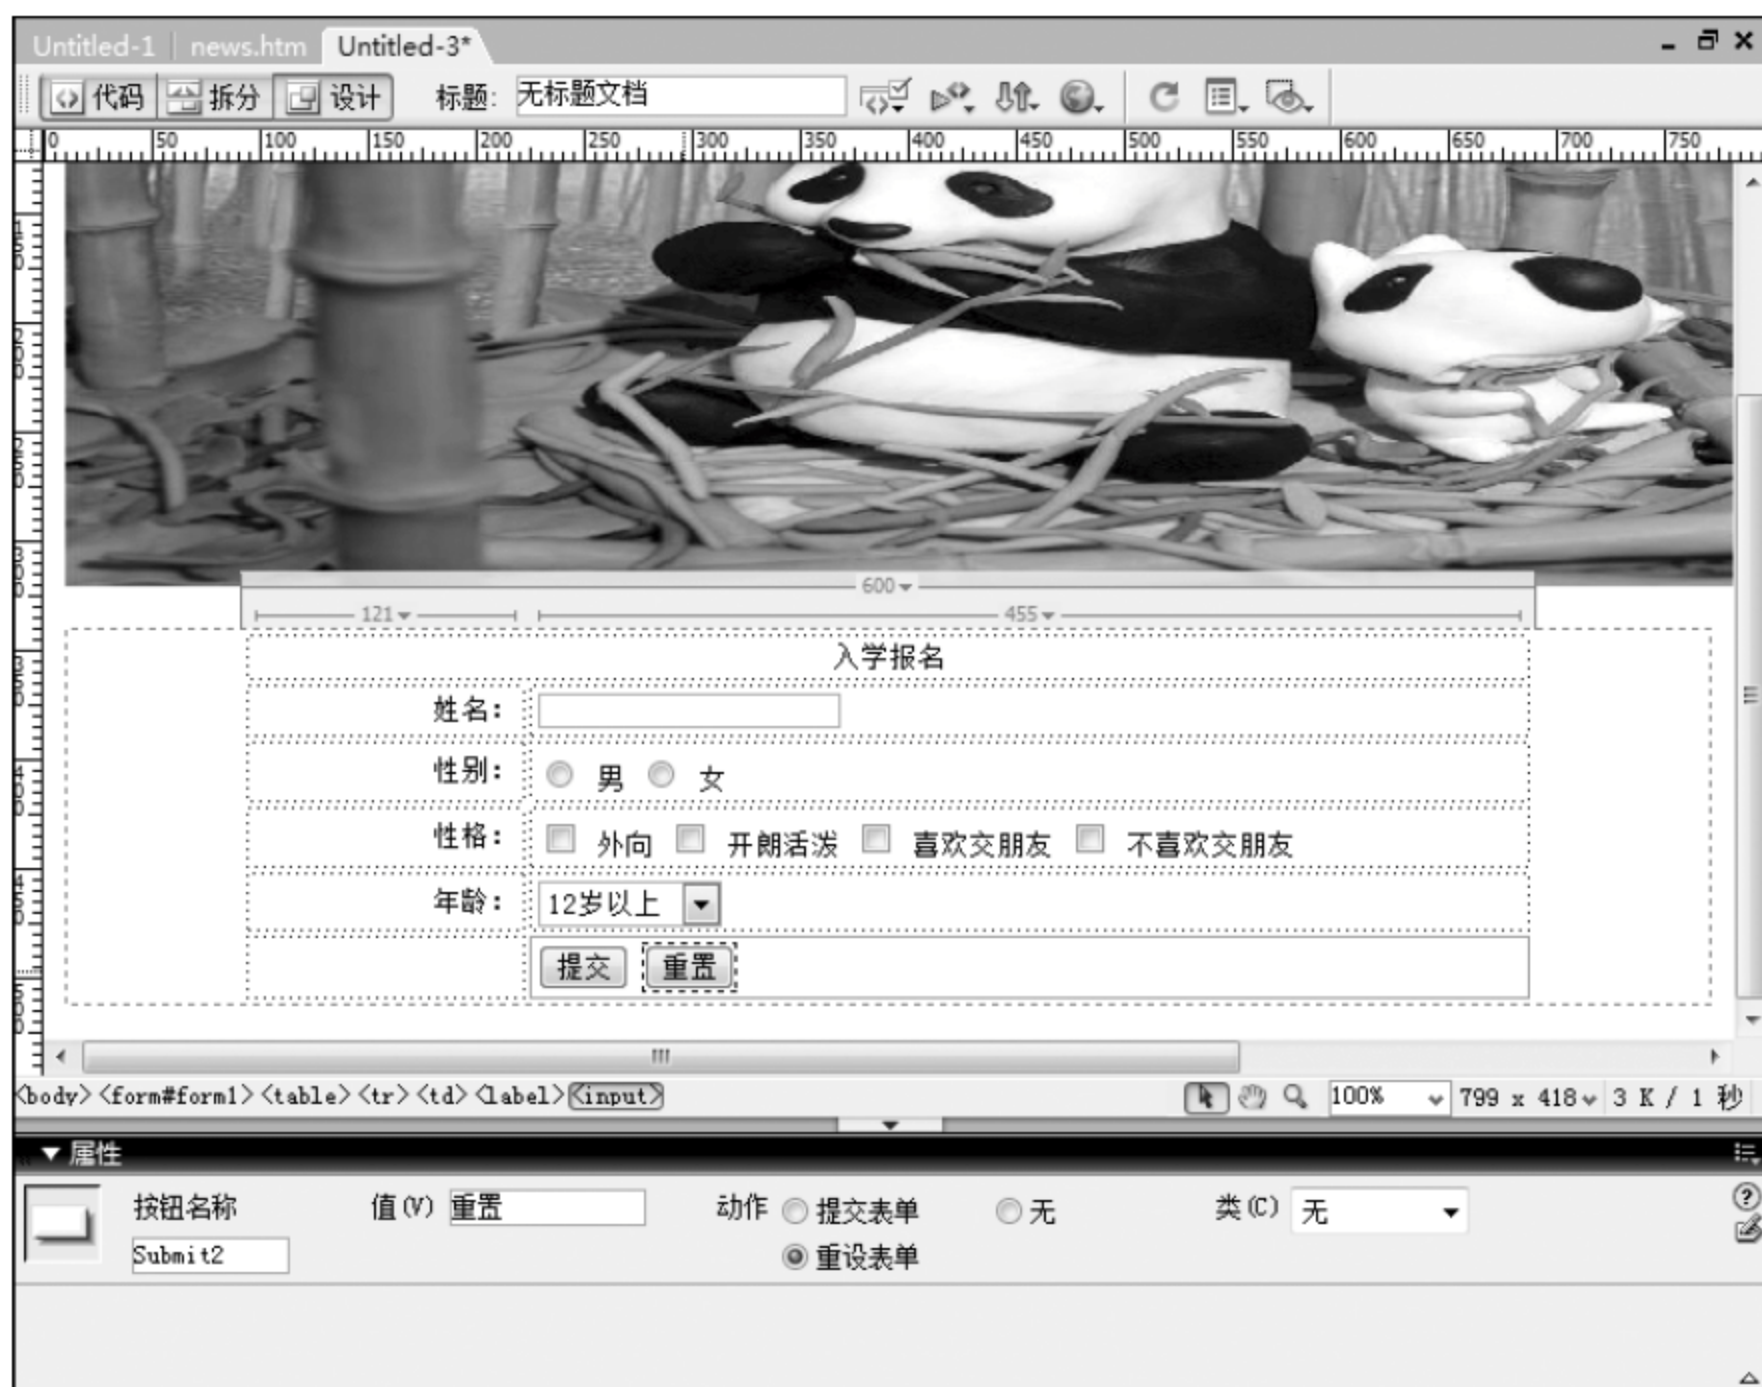 Untitled-1 news.htm Untitled-3*
代码 拆分 设计 标题: 无标题文档
0 50 100 150 200 250 300 350 400 450 500 550 600 650 700 750
600
121 455
入学报名
姓名:
性别: 男 女
性格: 外向 开朗活泼 喜欢交朋友 不喜欢交朋友
年龄: 12岁以上
提交 重置
<body> <form#form1> <table> <tr> <td> <label> <input> 100% 799 x 418 3 K / 1 秒
属性
按钮名称 值(V) 重置 动作 提交表单 无 类(C) 无
Submit2 重设表单